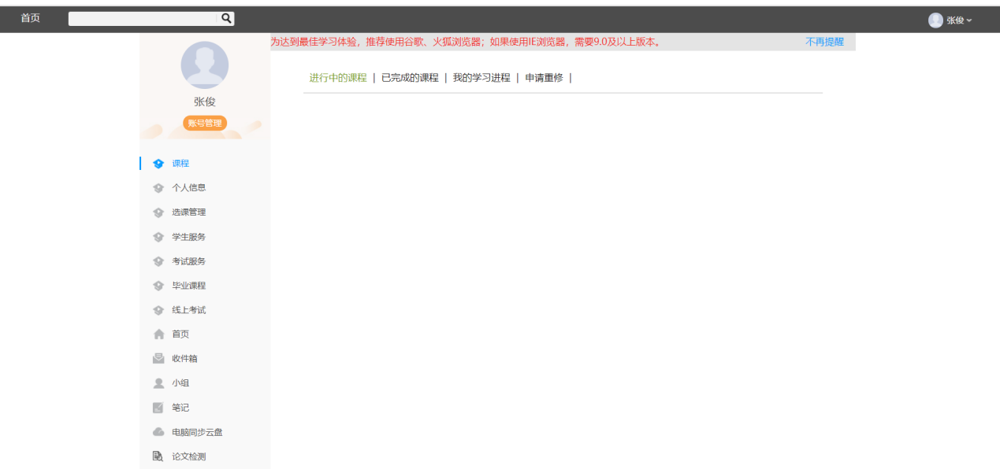 首页
张俊
为达到最佳学习体验，推荐使用谷歌、火狐浏览器；如果使用IE浏览器，需要9.0及以上版本。 不再提醒
进行中的课程 | 已完成的课程 | 我的学习进程 | 申请重修 |
张俊
账号管理
课程
个人信息
选课管理
学生服务
考试服务
毕业课程
线上考试
首页
收件箱
小组
笔记
电脑同步云盘
论文检测